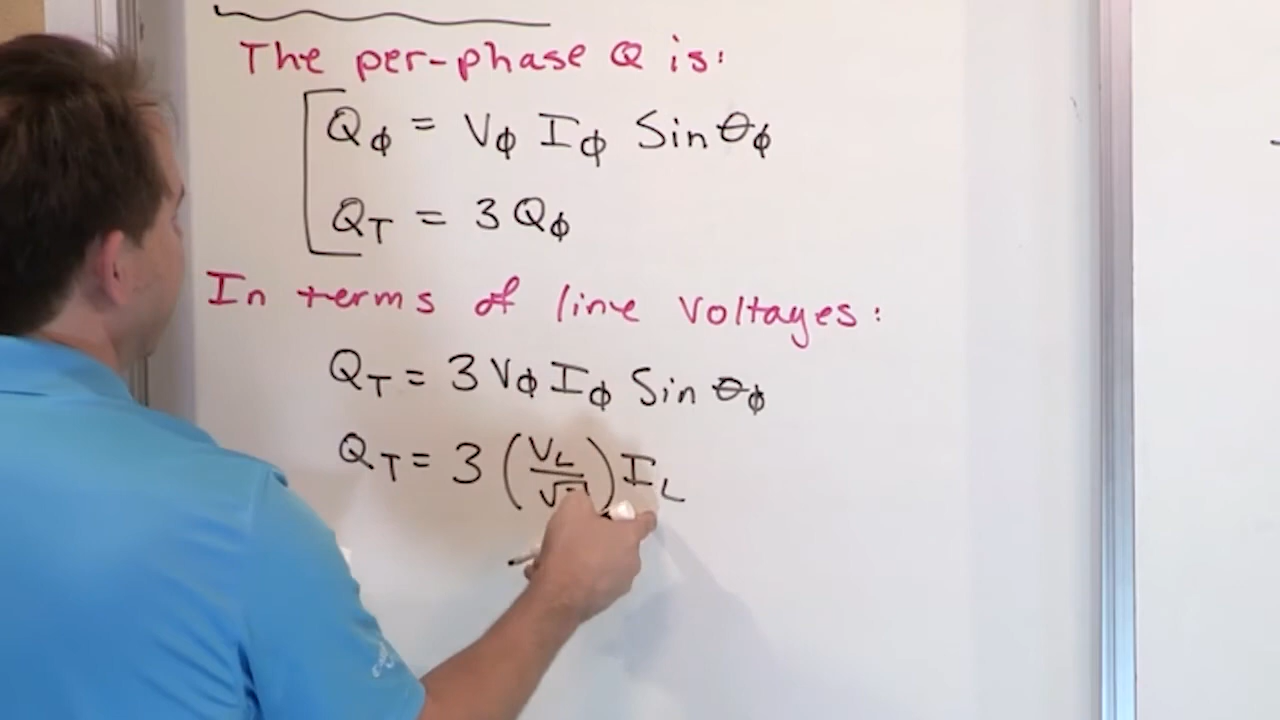 The per-phase Q is:
Qϕ = Vϕ Iϕ Sin θϕ
QT = 3 Qϕ
In terms of line voltages:
QT = 3 Vϕ Iϕ Sin θϕ
QT = 3 (VL/√) IL